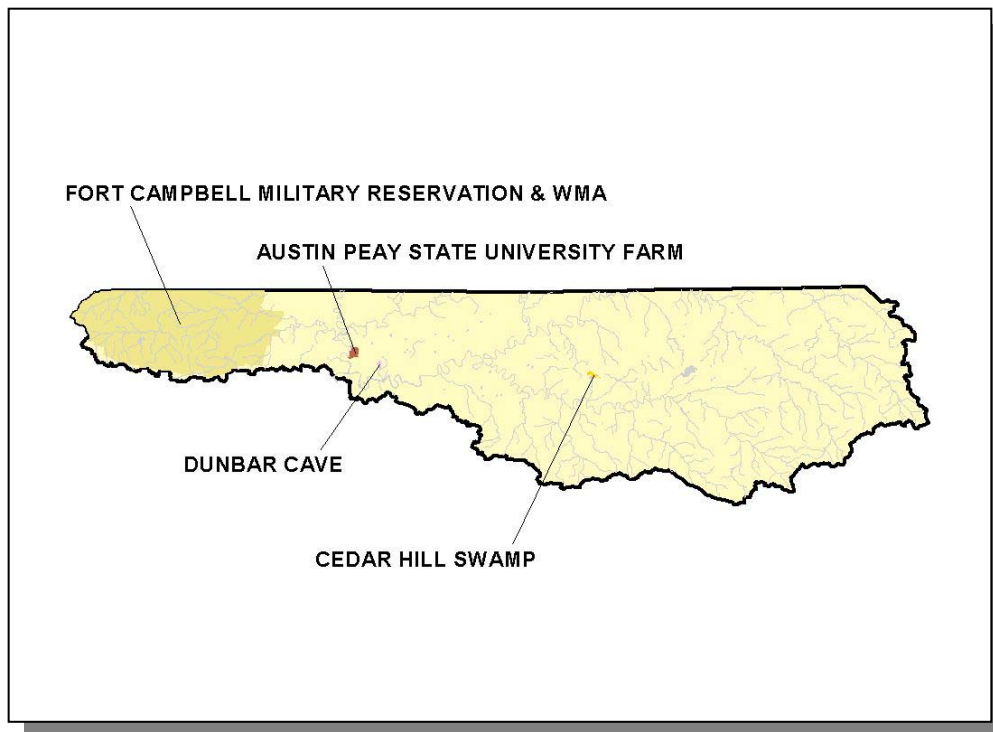 FORT CAMPBELL MILITARY RESERVATION & WMA
AUSTIN PEAY STATE UNIVERSITY FARM
DUNBAR CAVE
CEDAR HILL SWAMP